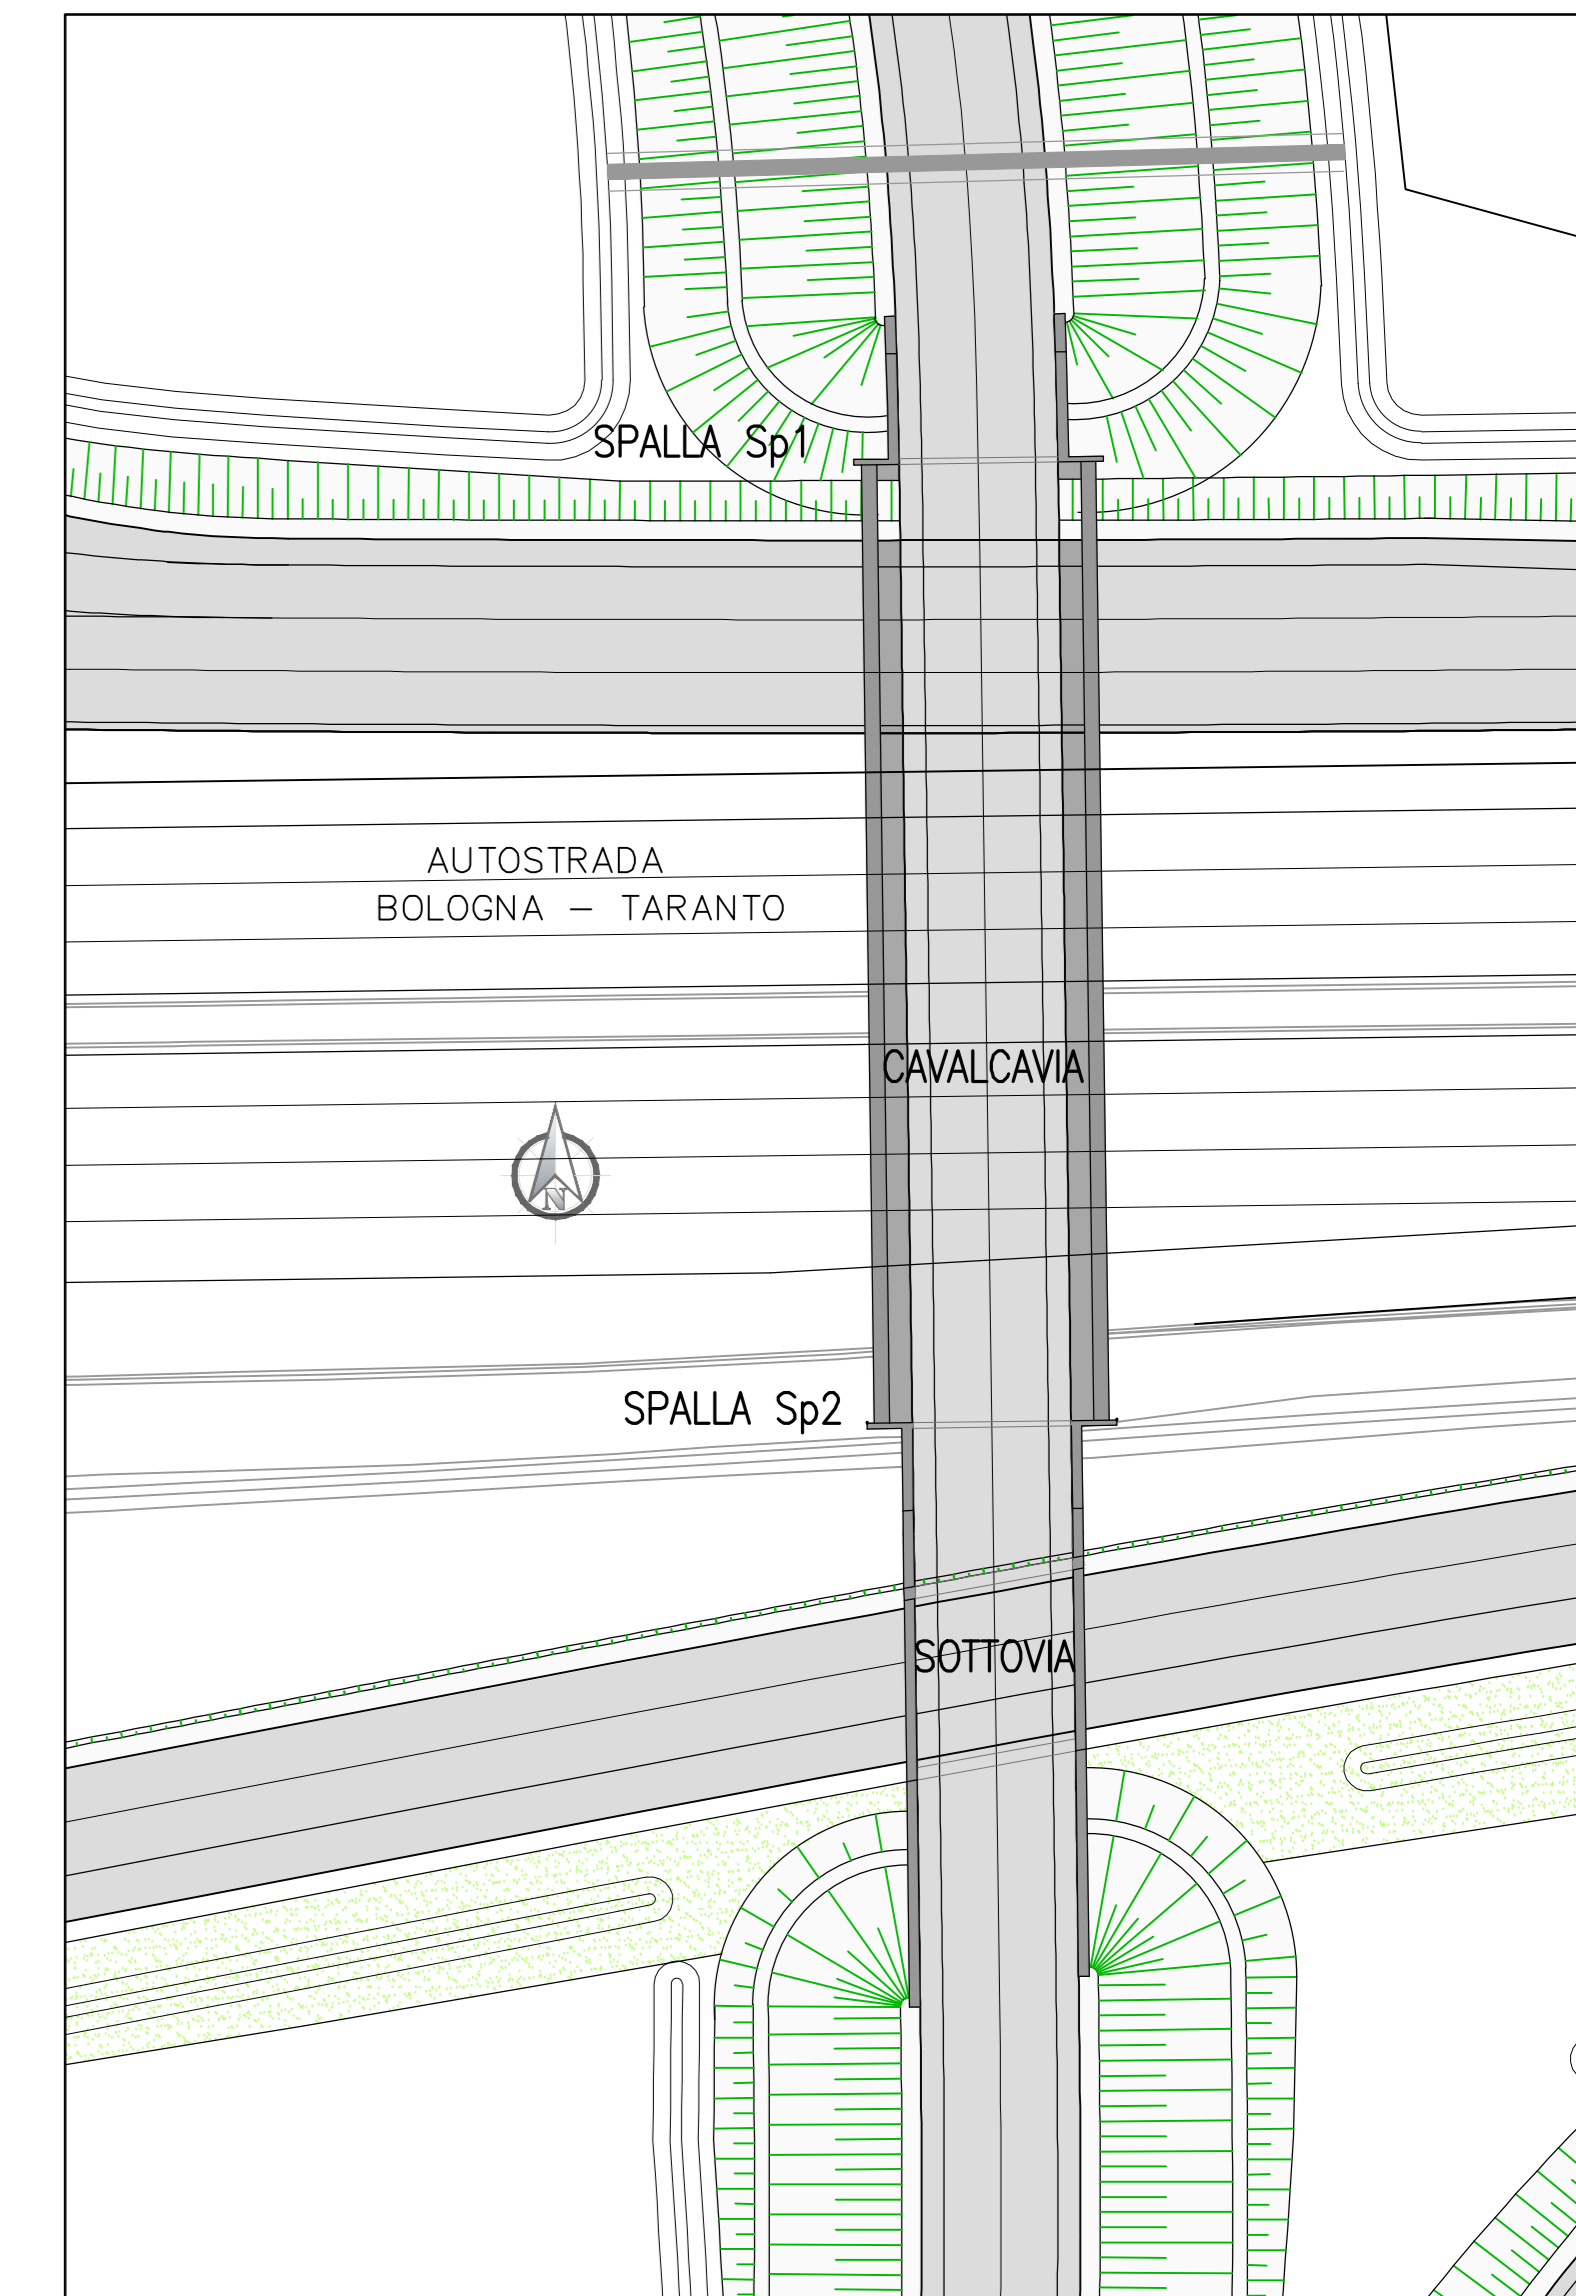 SPALLA Sp1
AUTOSTRADA
BOLOGNA – TARANTO
CAVALCAVIA
N
SPALLA Sp2
SOTTOVIA